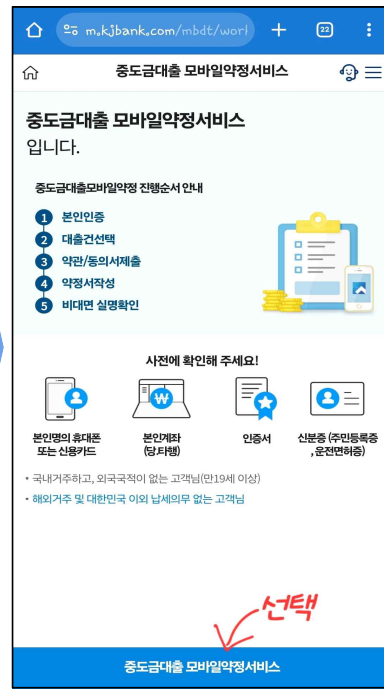 m.kjbank.com/mbdt/worl
22
중도금대출 모바일약정서비스
중도금대출 모바일약정서비스
입니다.
중도금대출모바일약정 진행순서 안내
1 본인인증
2 대출건선택
3 약관/동의서제출
4 약정서작성
5 비대면 실명확인
사전에 확인해 주세요!
본인명의 휴대폰
또는 신용카드
본인계좌
(당.타행)
인증서
신분증 (주민등록증
, 운전면허증)
• 국내거주하고, 외국국적이 없는 고객님(만19세 이상)
• 해외거주 및 대한민국 이외 납세의무 없는 고객님
선택
중도금대출 모바일약정서비스